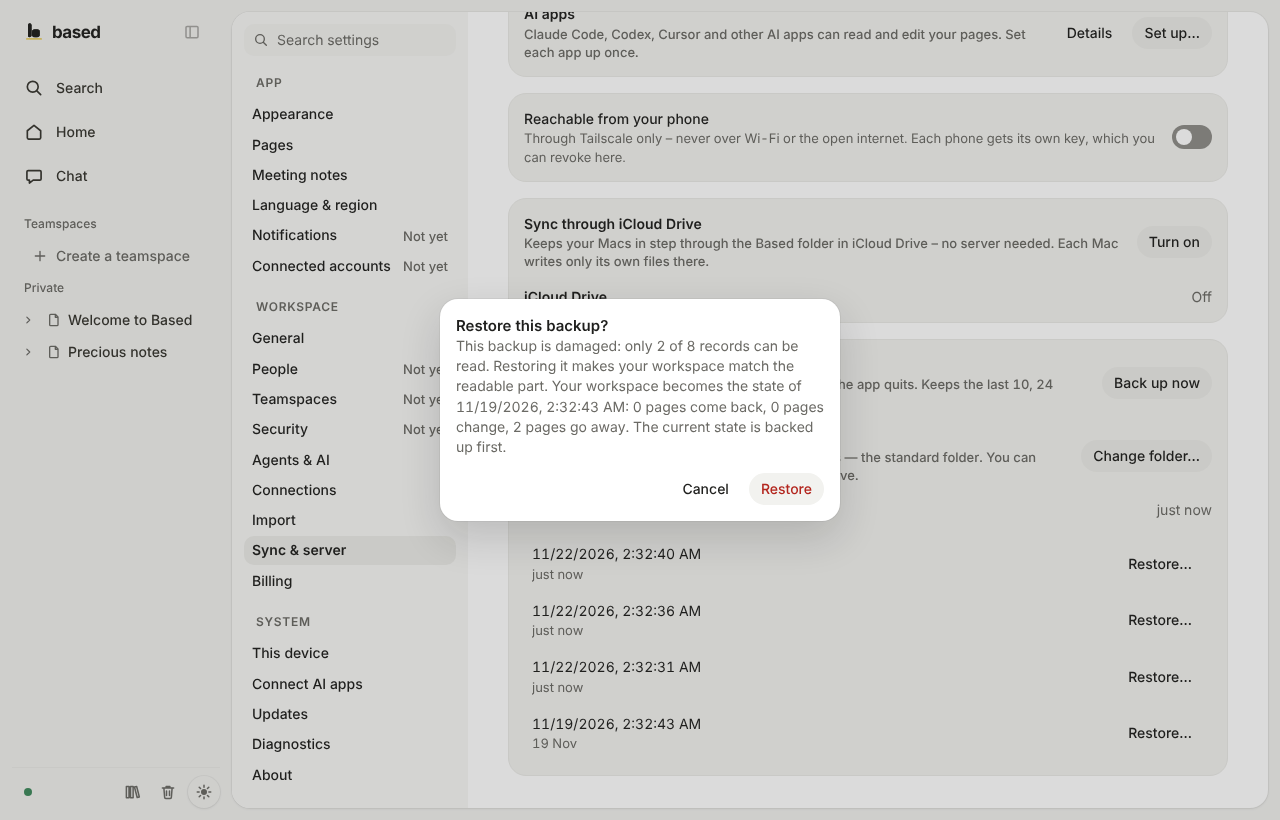 based
Search
Home
Chat
Teamspaces
Create a teamspace
Private
Welcome to Based
Precious notes
Search settings
APP
Appearance
Pages
Meeting notes
Language & region
Notifications Not yet
Connected accounts Not yet
WORKSPACE
General
People Not ye
Teamspaces Not ye
Security Not ye
Agents & AI
Connections
Import
Sync & server
Billing
SYSTEM
This device
Connect AI apps
Updates
Diagnostics
About
AI apps
Claude Code, Codex, Cursor and other AI apps can read and edit your pages. Set
each app up once.
Details Set up...
Reachable from your phone
Through Tailscale only – never over Wi-Fi or the open internet. Each phone gets its own key, which you
can revoke here.
Sync through iCloud Drive
Keeps your Macs in step through the Based folder in iCloud Drive – no server needed. Each Mac
writes only its own files there.
Turn on
iCloud Drive Off
Restore this backup?
This backup is damaged: only 2 of 8 records can be
read. Restoring it makes your workspace match the
readable part. Your workspace becomes the state of
11/19/2026, 2:32:43 AM: 0 pages come back, 0 pages
change, 2 pages go away. The current state is backed
up first.
Cancel Restore
he app quits. Keeps the last 10, 24
Back up now
— the standard folder. You can
ve.
Change folder...
just now
11/22/2026, 2:32:40 AM
just now
Restore...
11/22/2026, 2:32:36 AM
just now
Restore...
11/22/2026, 2:32:31 AM
just now
Restore...
11/19/2026, 2:32:43 AM
19 Nov
Restore...